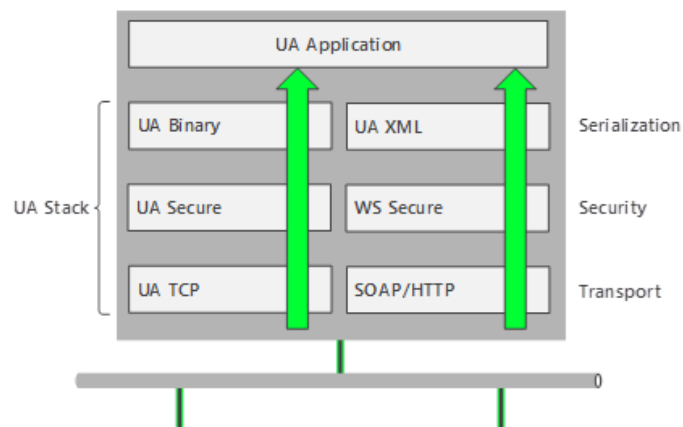 UA Application
UA Binary
UA XML
Serialization
UA Stack
UA Secure
WS Secure
Security
UA TCP
SOAP/HTTP
Transport